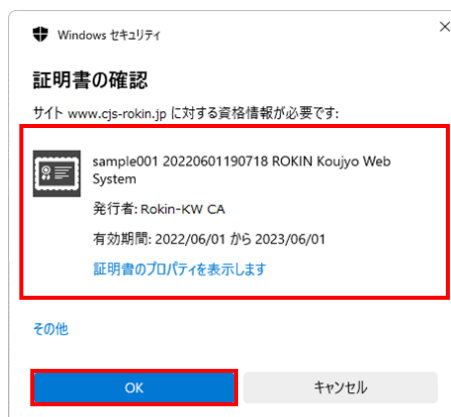 Windows セキュリティ
証明書の確認
サイト www.cjs-rokin.jp に対する資格情報が必要です:
sample001 20220601190718 ROKIN Koujyo Web
System
発行者: Rokin-KW CA
有効期間: 2022/06/01 から 2023/06/01
証明書のプロパティを表示します
その他
OK
キャンセル